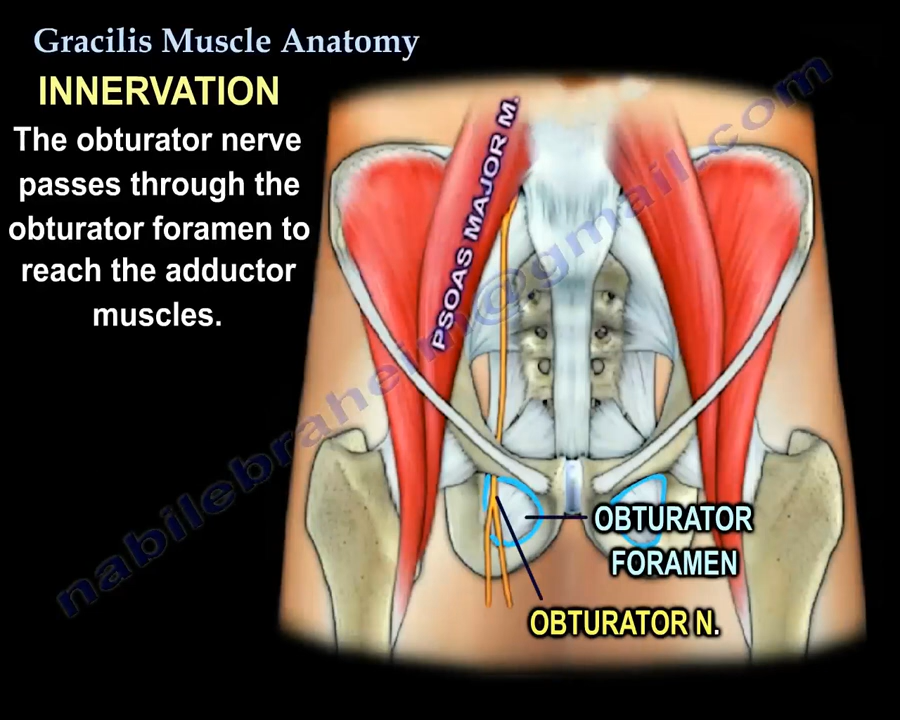 Gracilis Muscle Anatomy
INNERVATION
The obturator nerve
passes through the
obturator foramen to
reach the adductor
muscles.
PSOAS MAJOR M.
OBTURATOR
FORAMEN
OBTURATOR N.
nabilebraheim@gmail.com